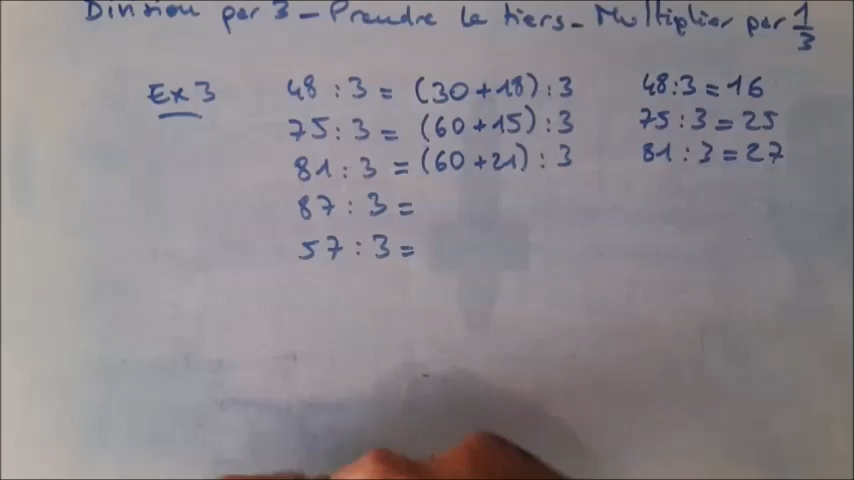 Division par 3 - Prendre le tiers - Multiplier par 1/3
Ex 3 48 : 3 = (30 + 18) : 3 48 : 3 = 16
75 : 3 = (60 + 15) : 3 75 : 3 = 25
81 : 3 = (60 + 21) : 3 81 : 3 = 27
87 : 3 =
57 : 3 =